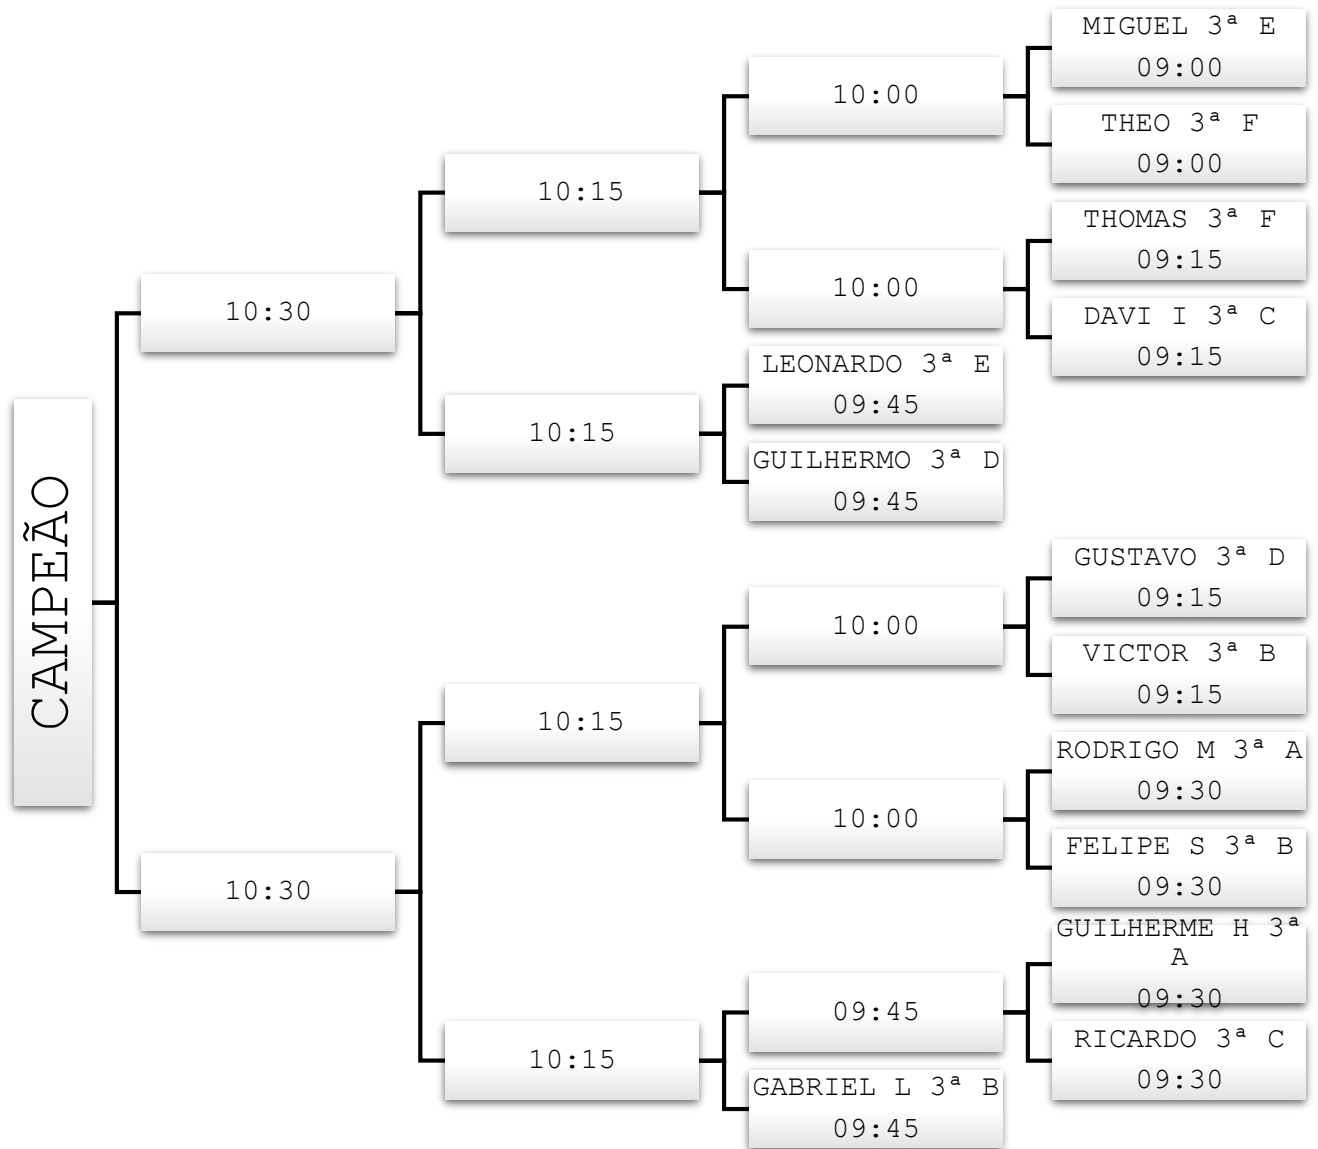 MIGUEL 3ª E
09:00
10:00
THEO 3ª F
09:00
10:15
THOMAS 3ª F
09:15
10:00
DAVI I 3ª C
09:15
10:30
LEONARDO 3ª E
09:45
10:15
GUILHERMO 3ª D
09:45
CAMPEÃO
GUSTAVO 3ª D
09:15
10:00
VICTOR 3ª B
09:15
10:15
RODRIGO M 3ª A
09:30
10:00
FELIPE S 3ª B
09:30
10:30
GUILHERME H 3ª
A
09:30
09:45
RICARDO 3ª C
09:30
10:15
GABRIEL L 3ª B
09:45